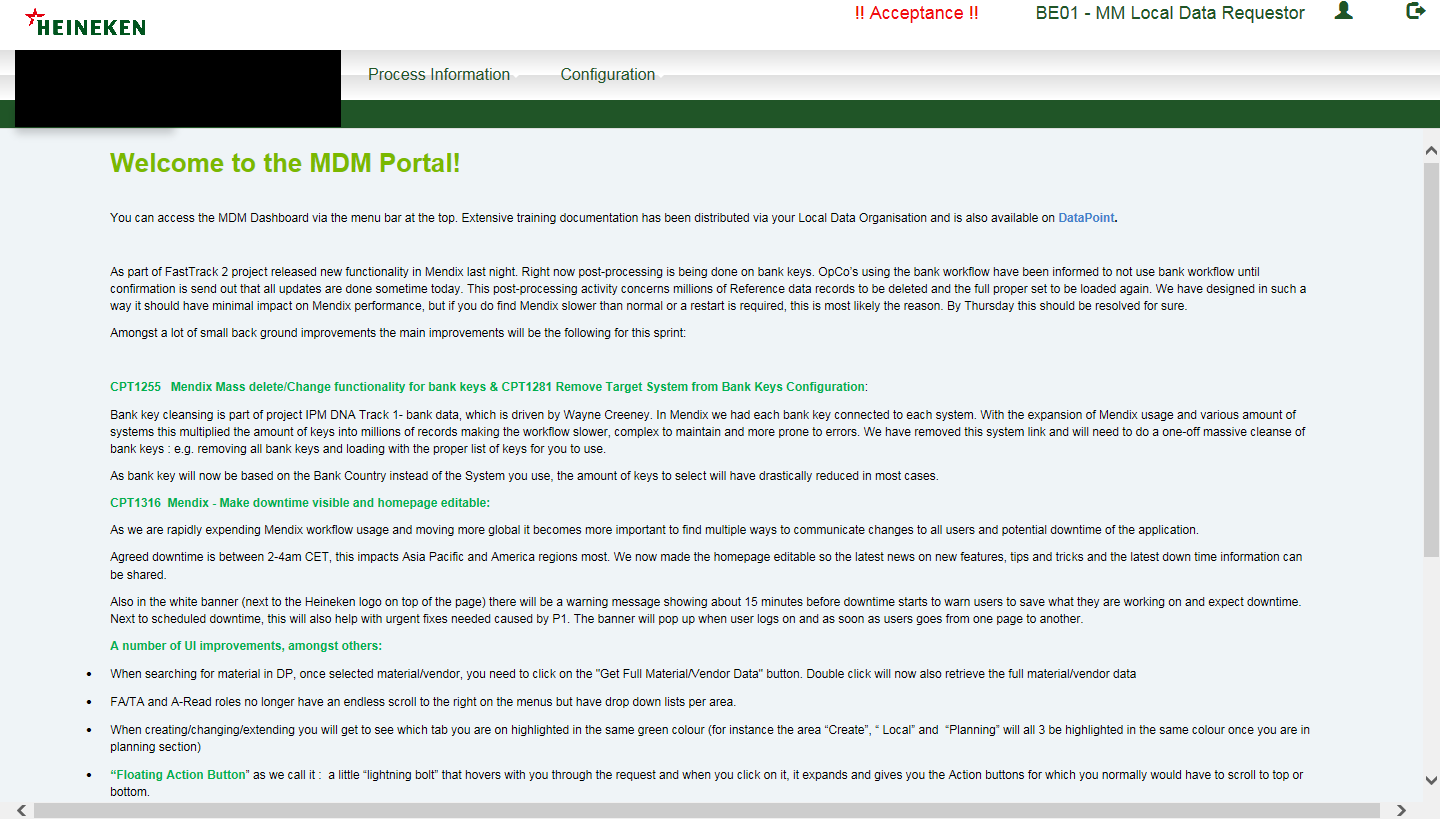 HEINEKEN
!! Acceptance !!
BE01 - MM Local Data Requestor
Process Information
Configuration
Welcome to the MDM Portal!
You can access the MDM Dashboard via the menu bar at the top. Extensive training documentation has been distributed via your Local Data Organisation and is also available on DataPoint.
As part of FastTrack 2 project released new functionality in Mendix last night. Right now post-processing is being done on bank keys. OpCo's using the bank workflow have been informed to not use bank workflow until
confirmation is send out that all updates are done sometime today. This post-processing activity concerns millions of Reference data records to be deleted and the full proper set to be loaded again. We have designed in such a
way it should have minimal impact on Mendix performance, but if you do find Mendix slower than normal or a restart is required, this is most likely the reason. By Thursday this should be resolved for sure.
Amongst a lot of small back ground improvements the main improvements will be the following for this sprint:
CPT1255 Mendix Mass delete/Change functionality for bank keys & CPT1281 Remove Target System from Bank Keys Configuration:
Bank key cleansing is part of project IPM DNA Track 1- bank data, which is driven by Wayne Creeney. In Mendix we had each bank key connected to each system. With the expansion of Mendix usage and various amount of
systems this multiplied the amount of keys into millions of records making the workflow slower, complex to maintain and more prone to errors. We have removed this system link and will need to do a one-off massive cleanse of
bank keys : e.g. removing all bank keys and loading with the proper list of keys for you to use.
As bank key will now be based on the Bank Country instead of the System you use, the amount of keys to select will have drastically reduced in most cases.
CPT1316 Mendix - Make downtime visible and homepage editable:
As we are rapidly expending Mendix workflow usage and moving more global it becomes more important to find multiple ways to communicate changes to all users and potential downtime of the application.
Agreed downtime is between 2-4am CET, this impacts Asia Pacific and America regions most. We now made the homepage editable so the latest news on new features, tips and tricks and the latest down time information can
be shared.
Also in the white banner (next to the Heineken logo on top of the page) there will be a warning message showing about 15 minutes before downtime starts to warn users to save what they are working on and expect downtime.
Next to scheduled downtime, this will also help with urgent fixes needed caused by P1. The banner will pop up when user logs on and as soon as users goes from one page to another.
A number of UI improvements, amongst others:
• When searching for material in DP, once selected material/vendor, you need to click on the "Get Full Material/Vendor Data" button. Double click will now also retrieve the full material/vendor data
• FA/TA and A-Read roles no longer have an endless scroll to the right on the menus but have drop down lists per area.
• When creating/changing/extending you will get to see which tab you are on highlighted in the same green colour (for instance the area “Create”, “ Local” and “Planning” will all 3 be highlighted in the same colour once you are in
planning section)
• “Floating Action Button” as we call it : a little “lightning bolt” that hovers with you through the request and when you click on it, it expands and gives you the Action buttons for which you normally would have to scroll to top or
bottom.